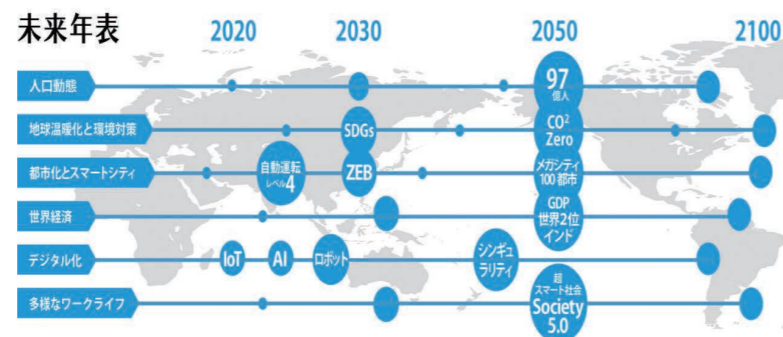 未来年表
2020 2030 2050 2100
人口動態
97
億人
地球温暖化と環境対策
SDGs
CO²
Zero
都市化とスマートシティ
自動運転
レベル4
ZEB
メガシティ
100都市
世界経済
GDP
世界2位
インド
デジタル化
IoT
AI
ロボット
シンギュ
ラリティ
多様なワークライフ
超
スマート社会
Society
5.0